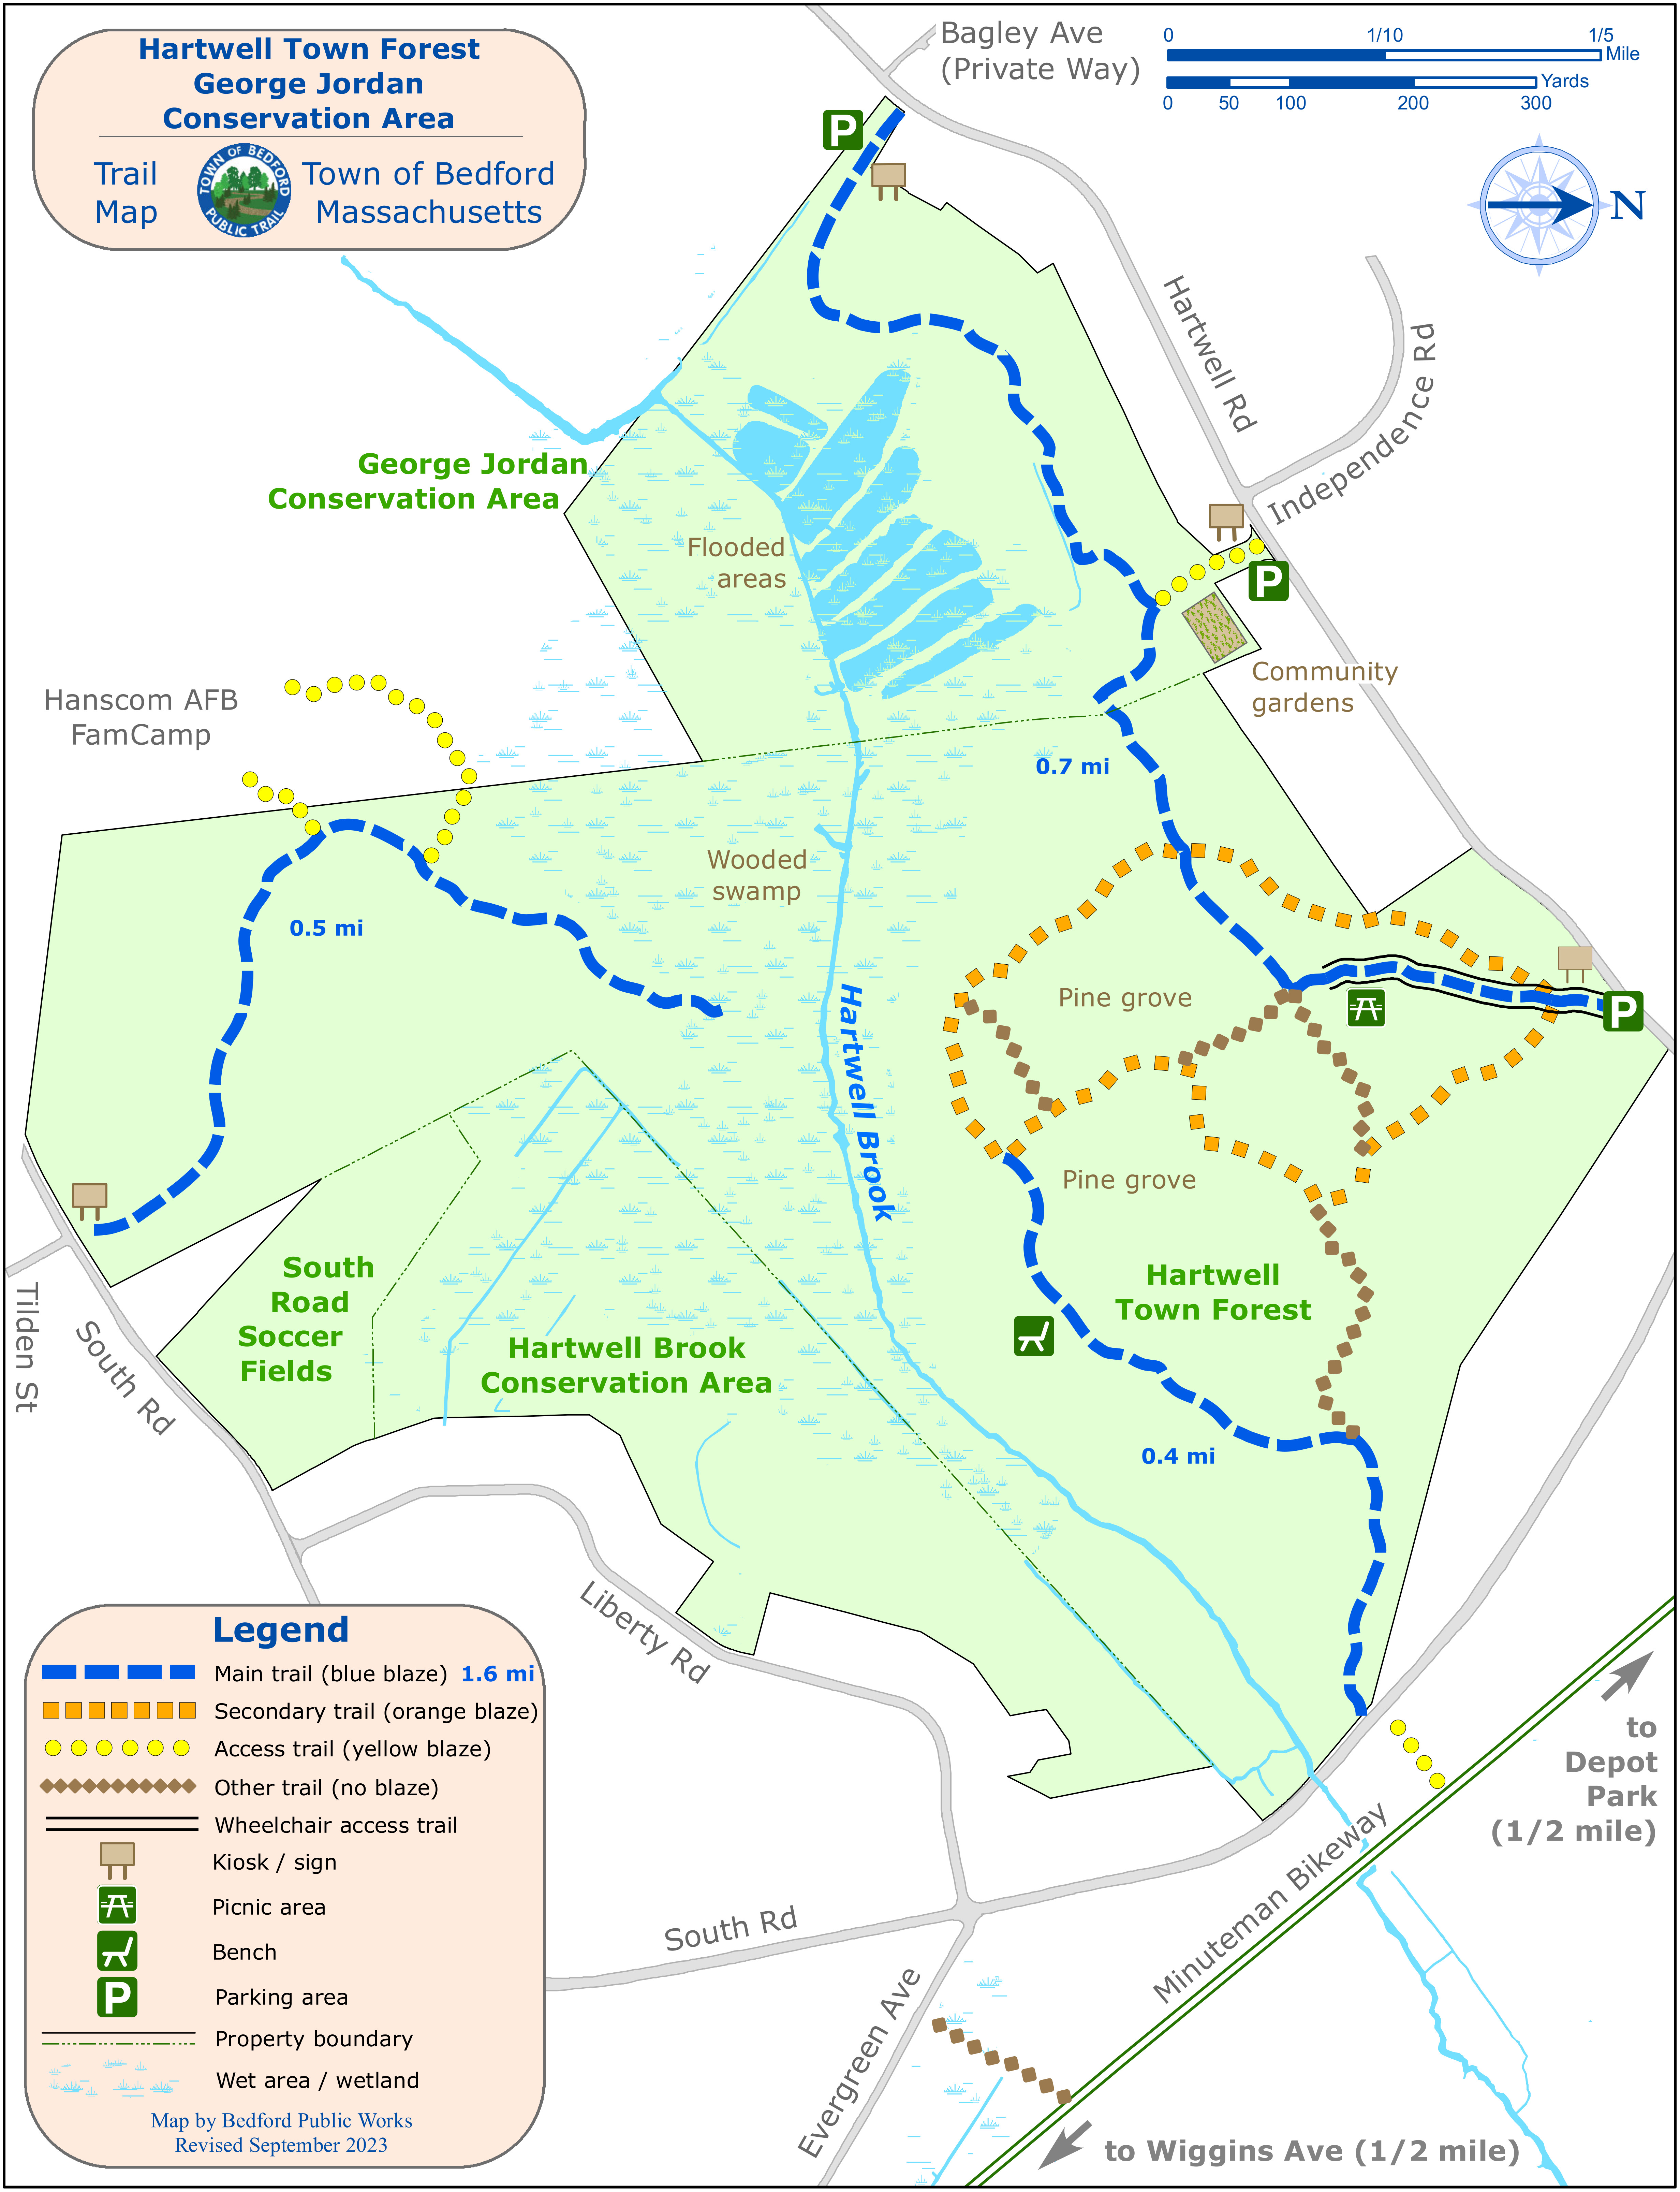 Hartwell Town Forest
George Jordan
Conservation Area
Trail
Map
TOWN OF BEDFORD
PUBLIC TRAIL
Town of Bedford
Massachusetts
Bagley Ave
(Private Way)
0 1/10 1/5
Mile
Yards
0 50 100 200 300
N
P
Hartwell Rd
Independence Rd
George Jordan
Conservation Area
Flooded
areas
P
Community
gardens
Hanscom AFB
FamCamp
0.7 mi
Wooded
swamp
0.5 mi
Pine grove
P
Hartwell Brook
Pine grove
South
Road
Soccer
Fields
Hartwell
Town Forest
Hartwell Brook
Conservation Area
Tilden St
South Rd
0.4 mi
Liberty Rd
Legend
Main trail (blue blaze) 1.6 mi
Secondary trail (orange blaze)
Access trail (yellow blaze)
Other trail (no blaze)
Wheelchair access trail
Kiosk / sign
Picnic area
Bench
P Parking area
Property boundary
Wet area / wetland
Map by Bedford Public Works
Revised September 2023
to
Depot
Park
(1/2 mile)
Minuteman Bikeway
South Rd
Evergreen Ave
to Wiggins Ave (1/2 mile)